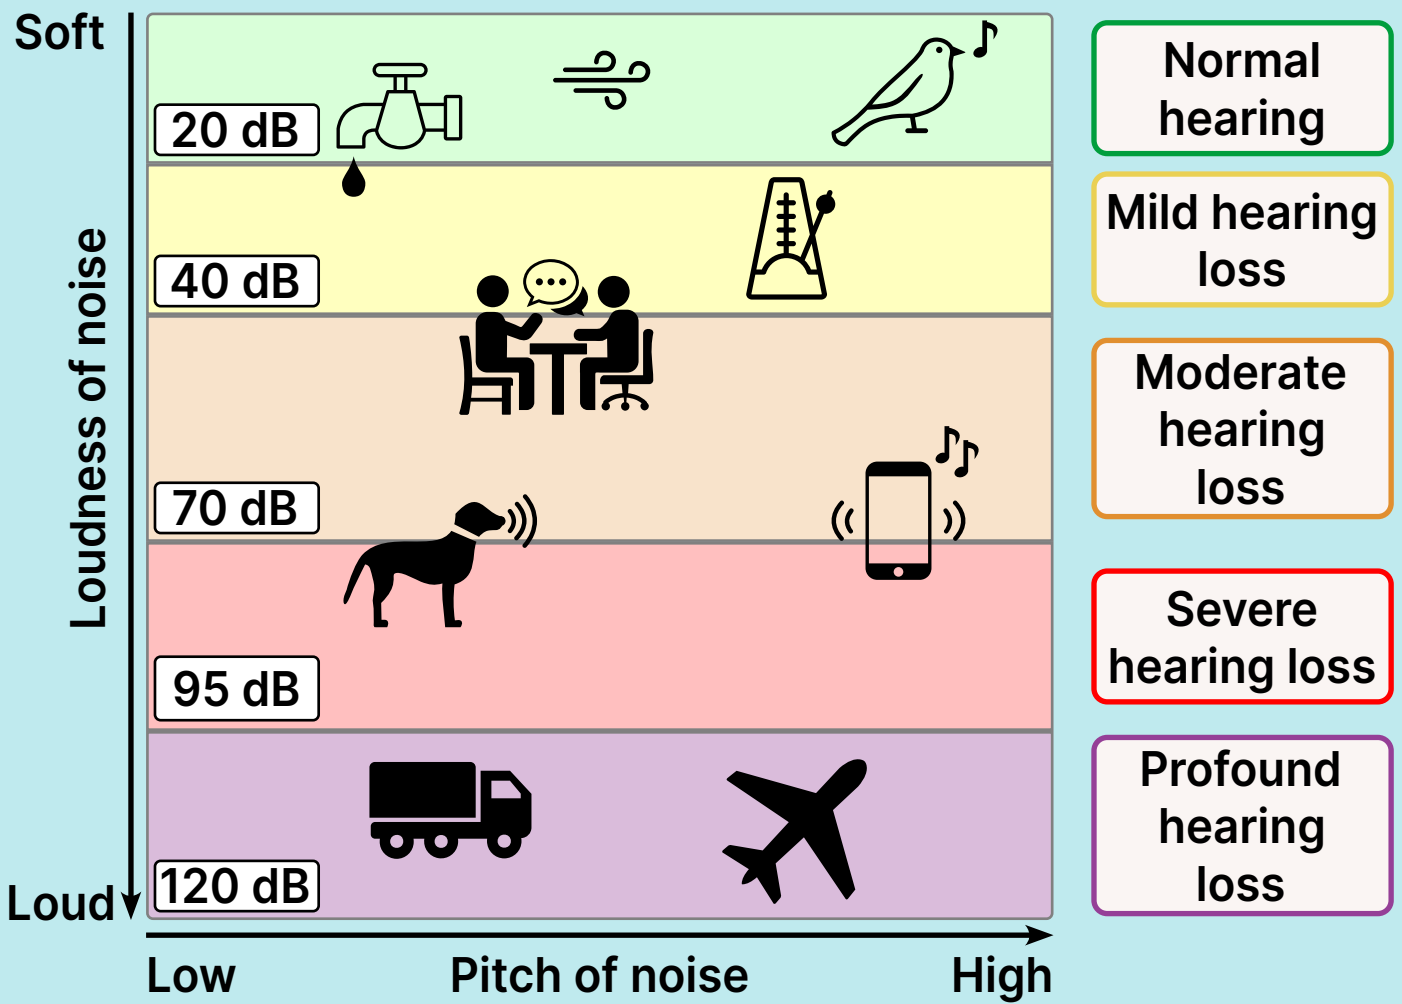 Soft
20 dB
40 dB
70 dB
95 dB
120 dB
Loud
Loudness of noise
Low
Pitch of noise
High
Normal
hearing
Mild hearing
loss
Moderate
hearing
loss
Severe
hearing loss
Profound
hearing
loss